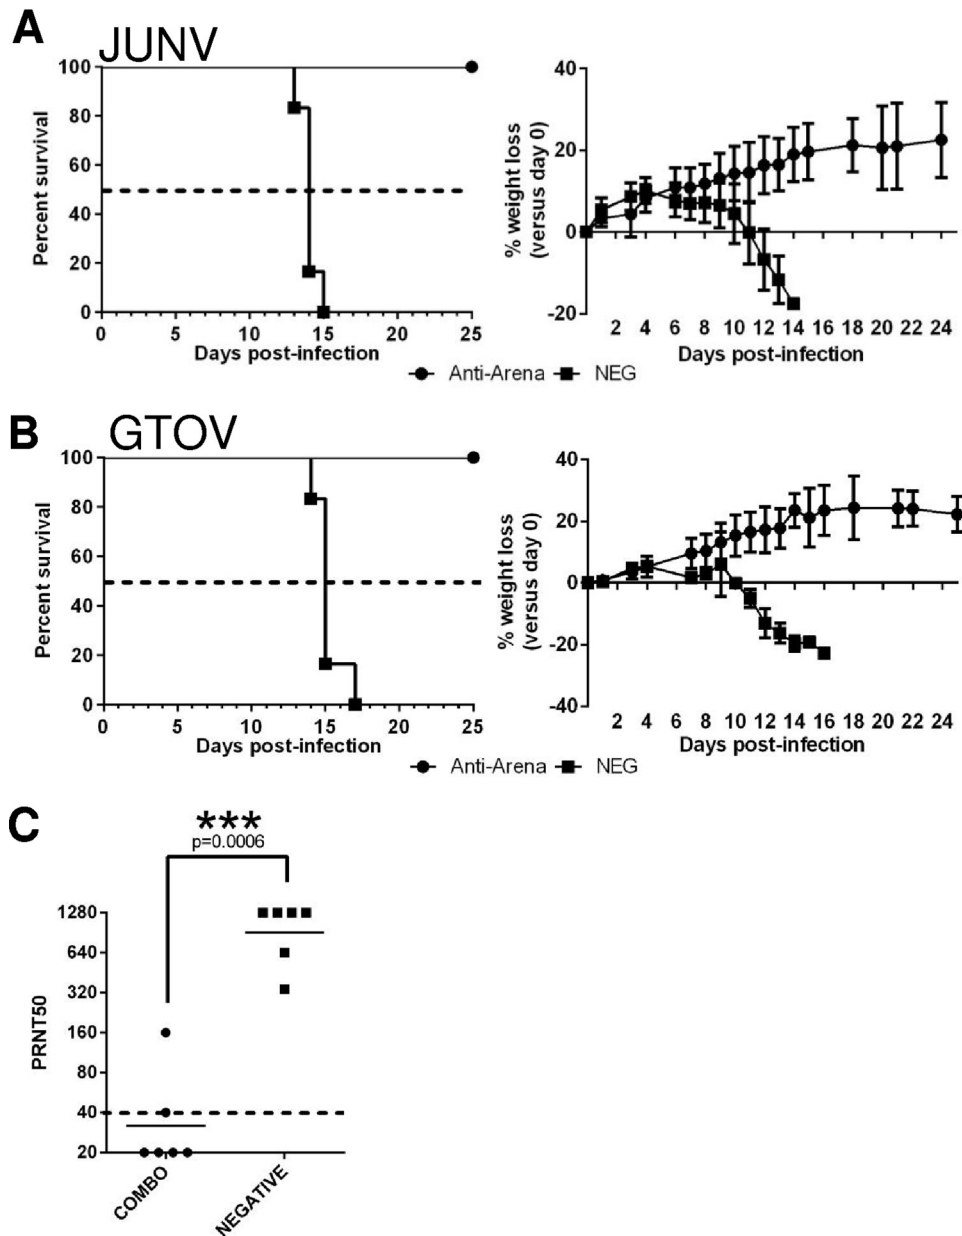 A
JUNV
Percent survival
100
80
60
40
20
0
0 5 10 15 20 25
Days post-infection
% weight loss
(versus day 0)
40
20
0
-20
2 4 6 8 10 12 14 16 18 20 22 24
Days post-infection
Anti-Arena NEG
B
GTOV
Percent survival
100
80
60
40
20
0
0 5 10 15 20 25
Days post-infection
% weight loss
(versus day 0)
40
20
0
-20
-40
2 4 6 8 10 12 14 16 18 20 22 24
Days post-infection
Anti-Arena NEG
C
***
p=0.0006
PRNT50
1280
640
320
160
80
40
20
COMBO
NEGATIVE